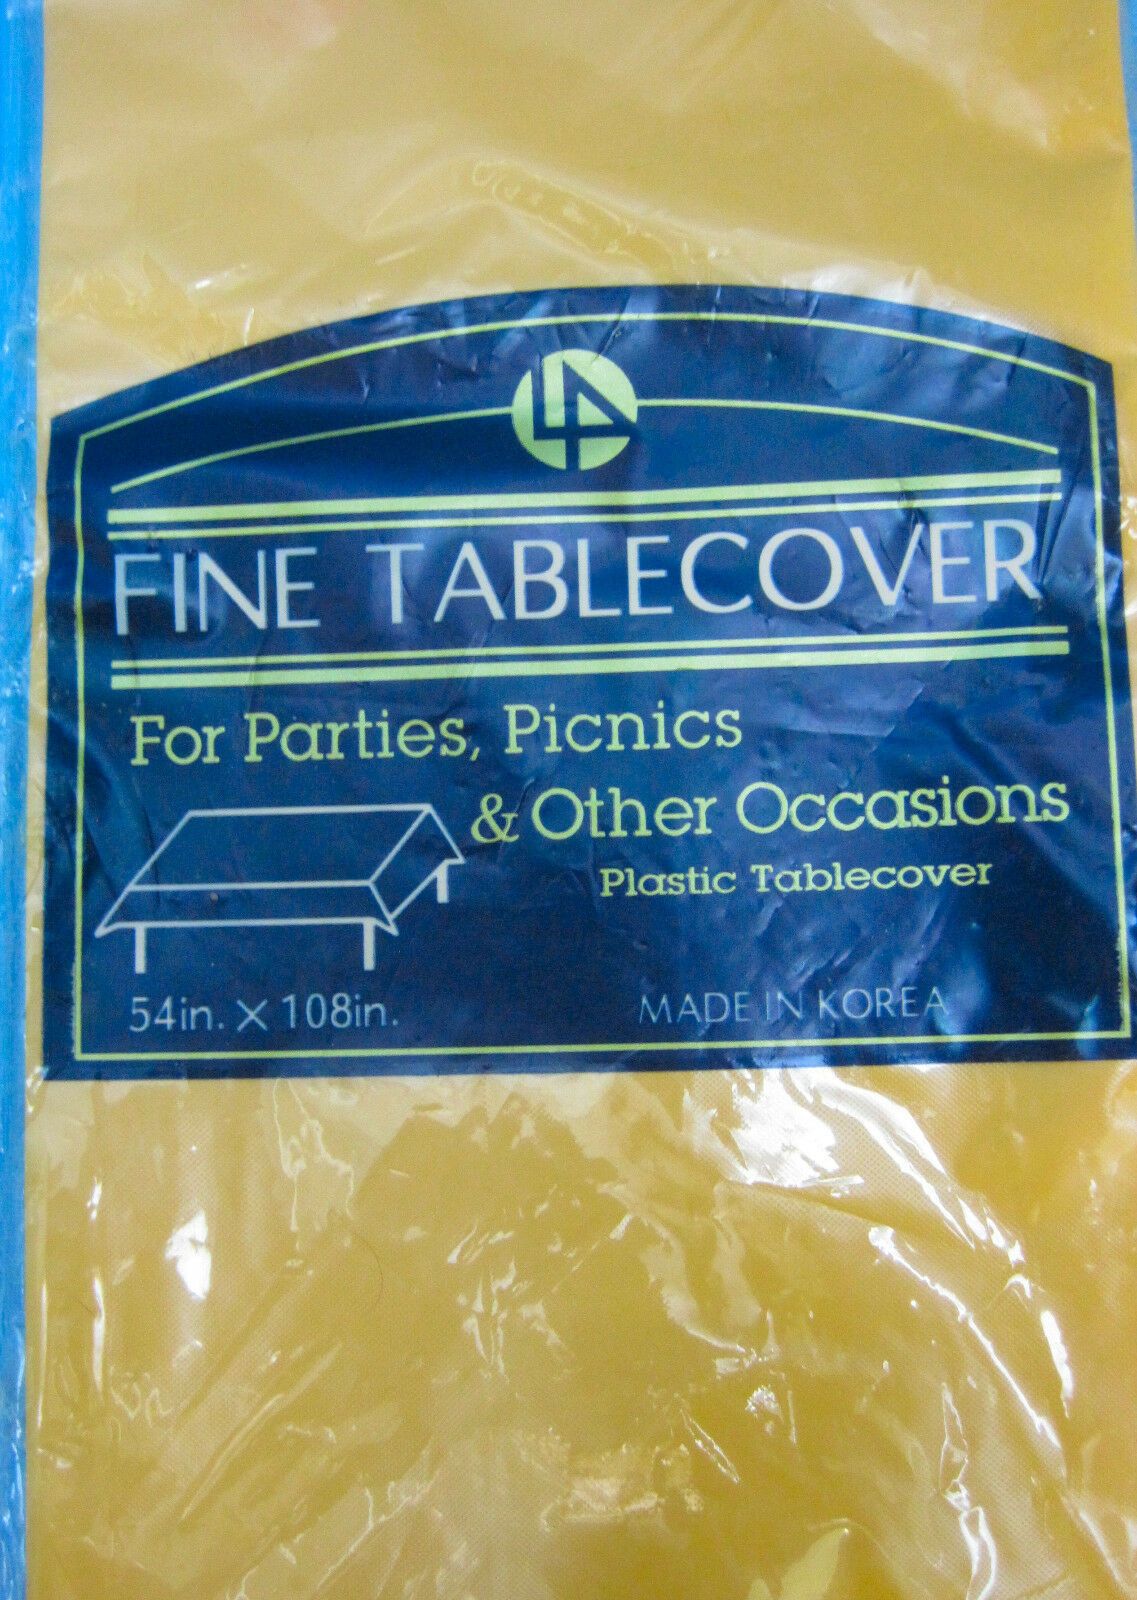 FINE TABLECOVER
For Parties, Picnics
& Other Occasions
Plastic Tablecover
54in. X 108in.
MADE IN KOREA